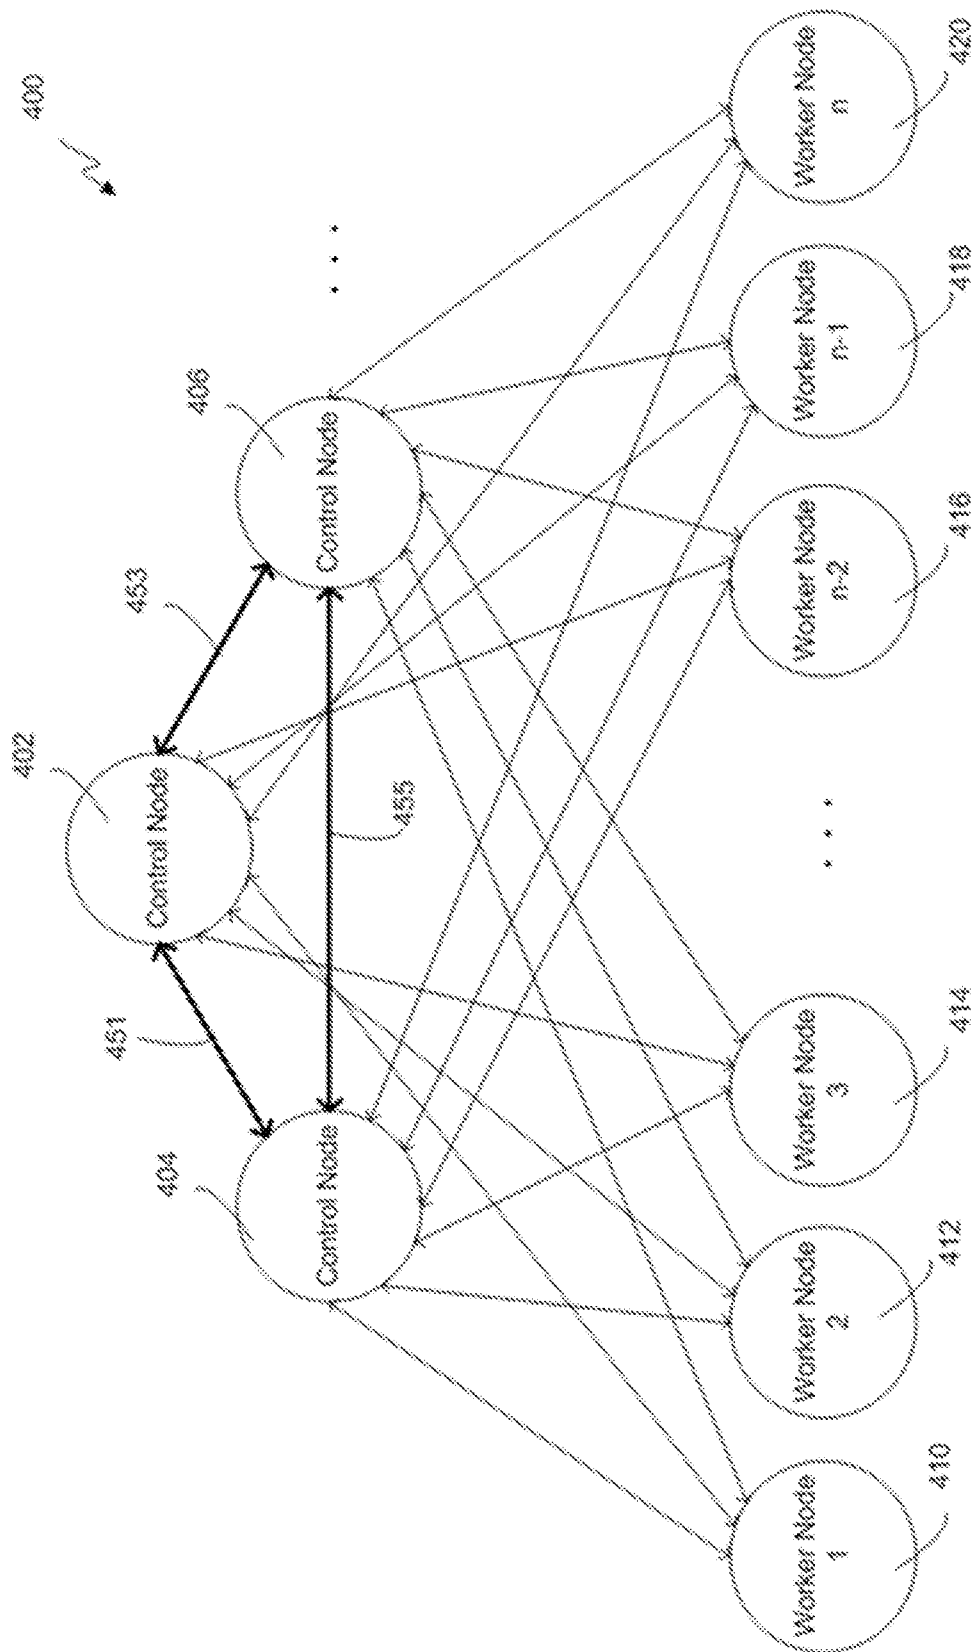 400
402
451
453
404
Control Node
406
Control Node
Control Node
455
. . .
Worker Node
1
Worker Node
2
Worker Node
3
. . .
Worker Node
n-2
Worker Node
n-1
Worker Node
n
410
412
414
416
418
420